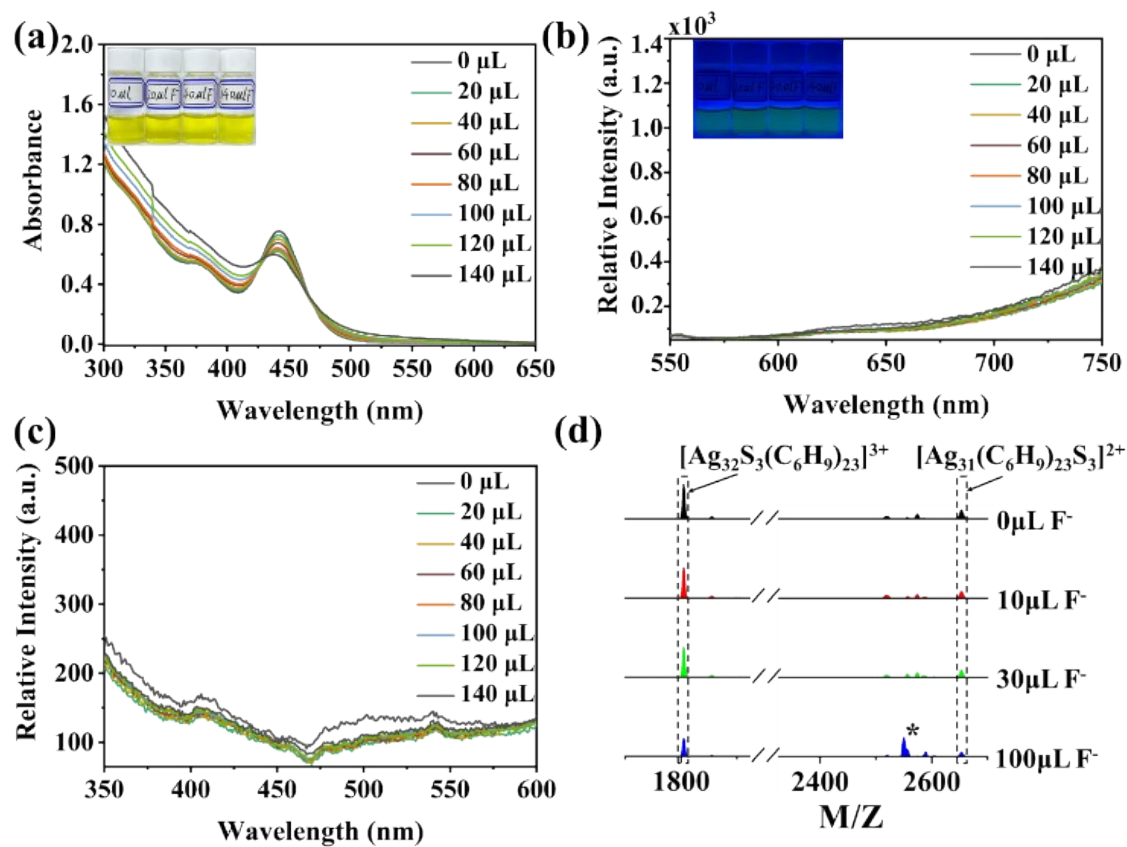 (a)
Absorbance
2.0
1.6
1.2
0.8
0.4
0.0
0 μL
20 μL
40 μL
60 μL
80 μL
100 μL
120 μL
140 μL
300 350 400 450 500 550 600 650
Wavelength (nm)
(b)
x10³
Relative Intensity (a.u.)
1.4
1.2
1.0
0.8
0.6
0.4
0.2
0 μL
20 μL
40 μL
60 μL
80 μL
100 μL
120 μL
140 μL
550 600 650 700 750
Wavelength (nm)
(c)
Relative Intensity (a.u.)
500
400
300
200
100
0 μL
20 μL
40 μL
60 μL
80 μL
100 μL
120 μL
140 μL
350 400 450 500 550 600
Wavelength (nm)
(d)
[Ag₃₂S₃(C₆H₉)₂₃]³⁺ [Ag₃₁(C₆H₉)₂₃S₃]²⁺
0μL F⁻
10μL F⁻
30μL F⁻
*
100μL F⁻
1800 2400 2600
M/Z